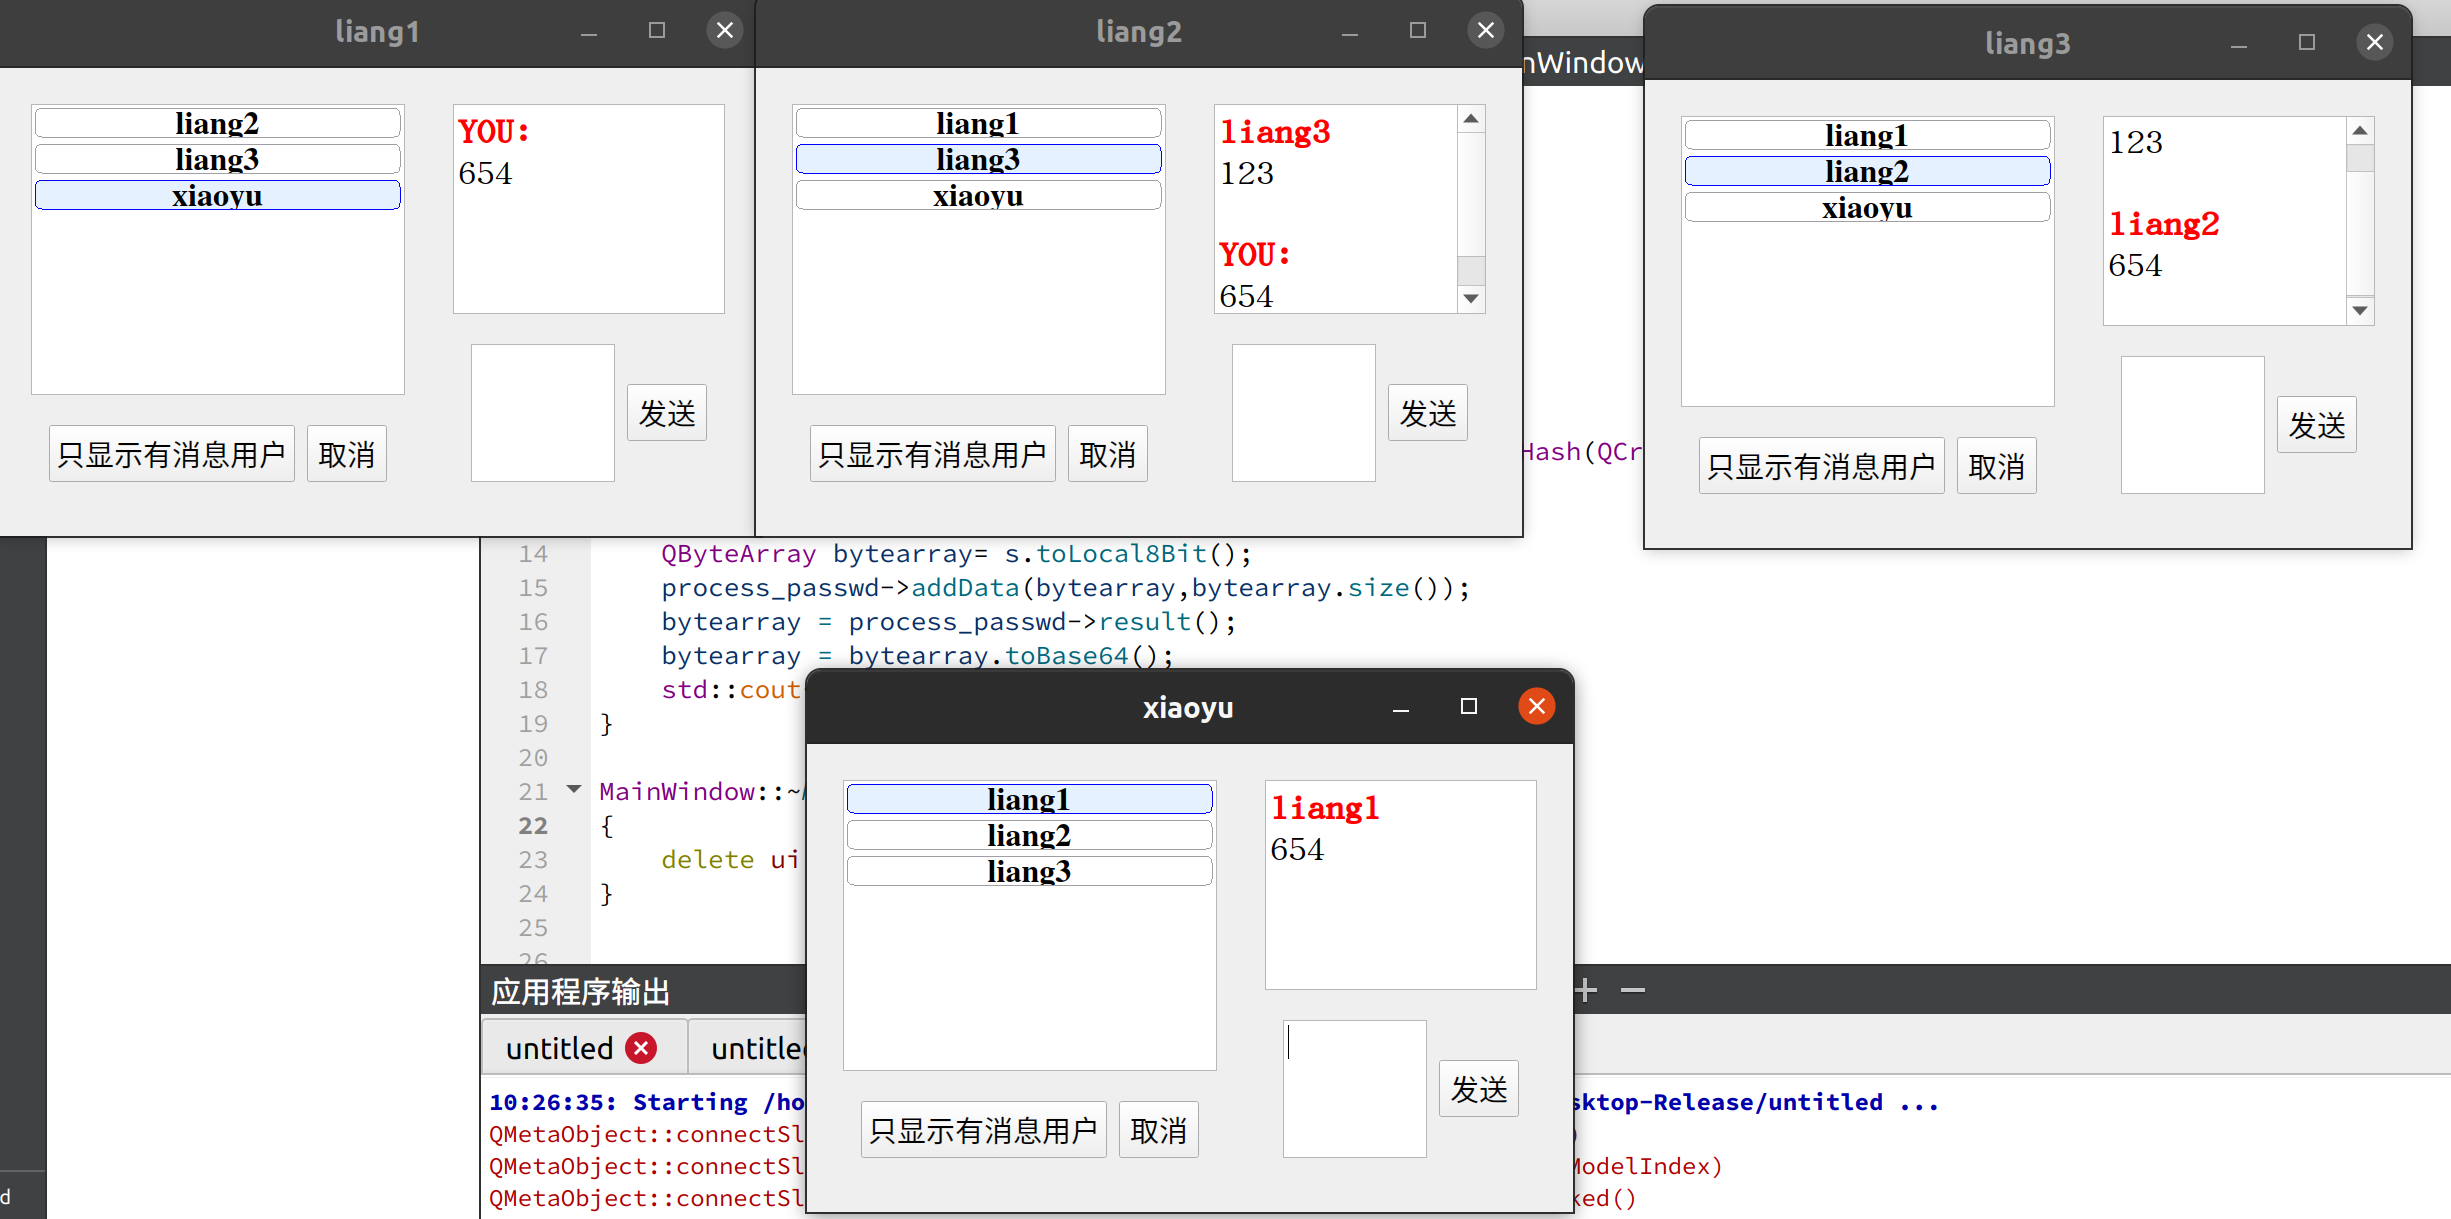 liang1
liang2
liang3
xiaoyu
YOU:
654
发送
只显示有消息用户
取消
liang2
liang1
liang3
xiaoyu
liang3
123
YOU:
654
发送
只显示有消息用户
取消
liang3
liang1
liang2
xiaoyu
123
liang2
654
发送
只显示有消息用户
取消
nWindow
Hash(QCr
14 QByteArray bytearray= s.toLocal8Bit();
15 process_passwd->addData(bytearray,bytearray.size());
16 bytearray = process_passwd->result();
17 bytearray = bytearray.toBase64();
18 std::cout
19 }
20
21 MainWindow::~
22 {
23 delete ui
24 }
25
26
xiaoyu
liang1
liang2
liang3
liang1
654
发送
只显示有消息用户
取消
应用程序输出
untitled
untitled
10:26:35: Starting /ho
sktop-Release/untitled ...
QMetaObject::connectSl
)
QMetaObject::connectSl
ModelIndex)
QMetaObject::connectSl
ked()
d